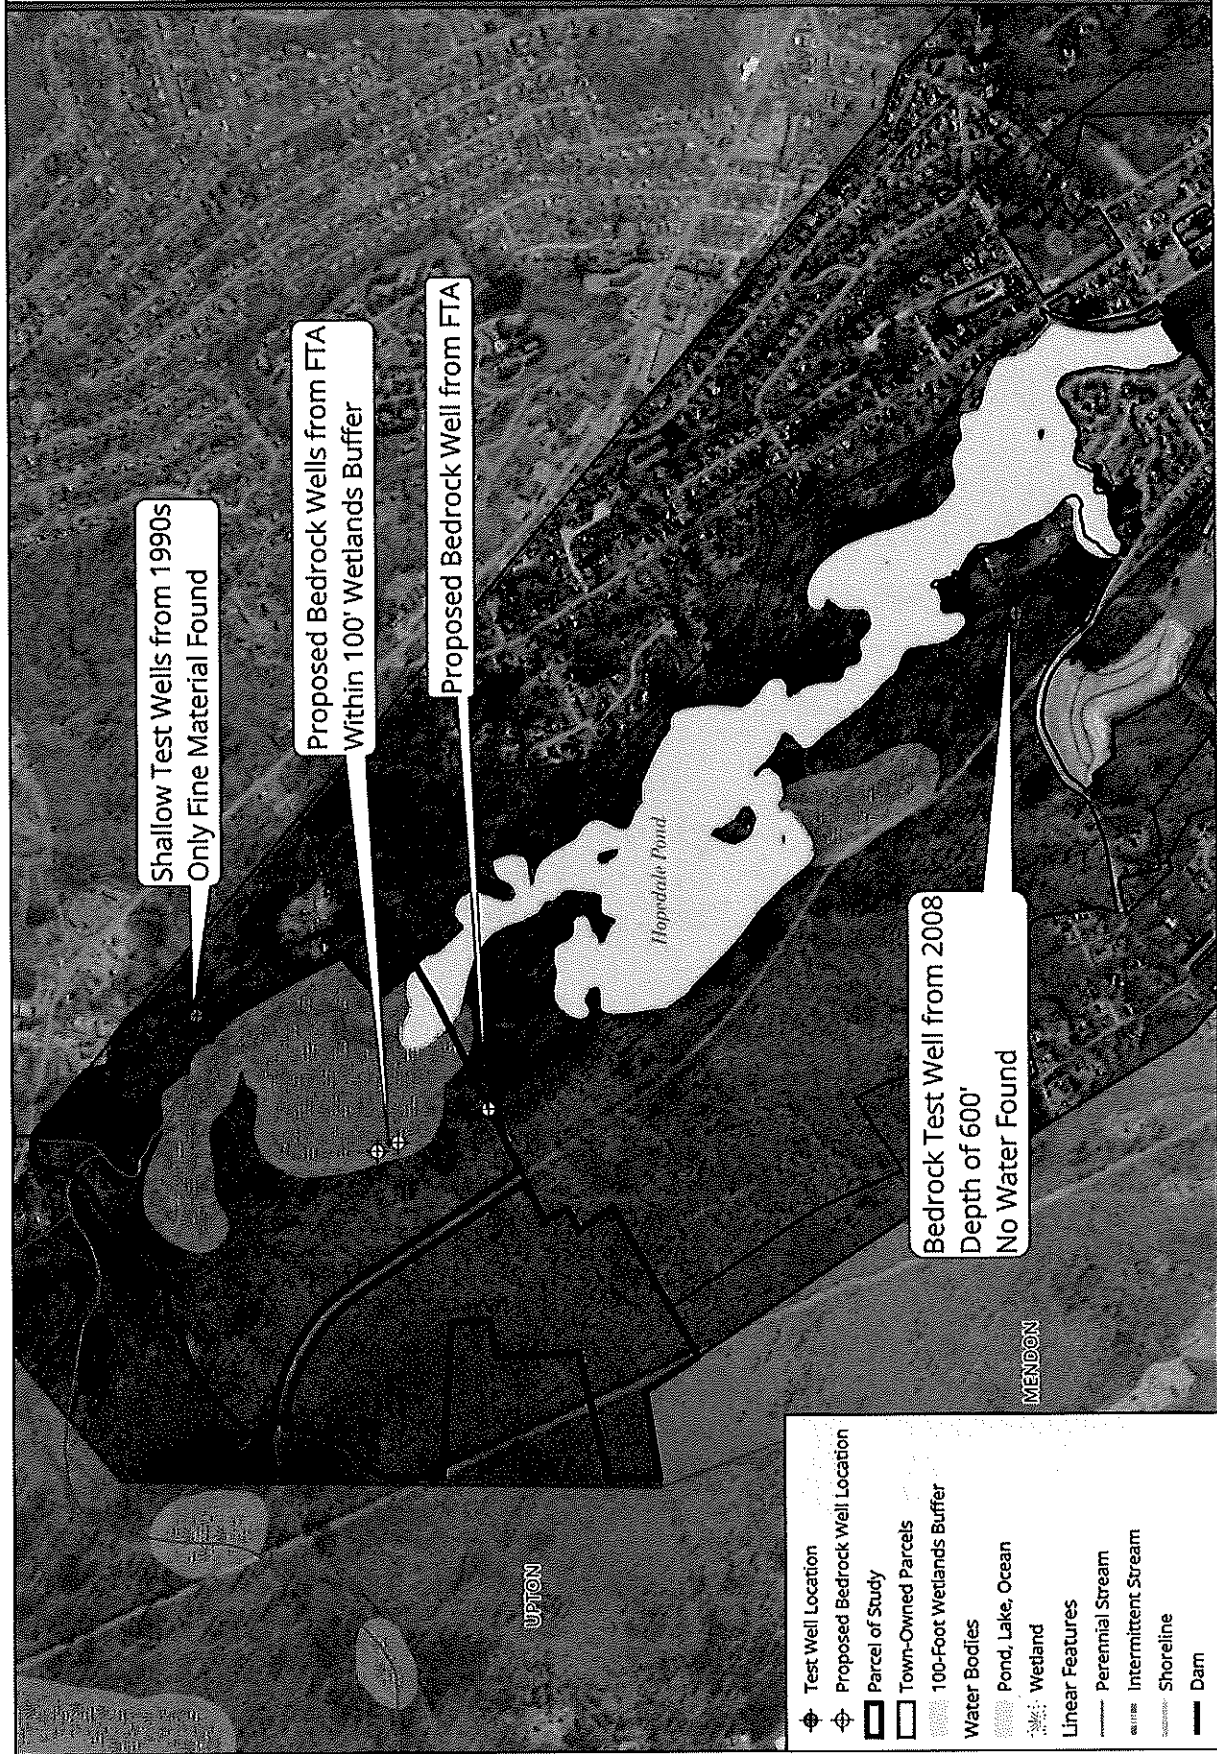 Shallow Test Wells from 1990s
Only Fine Material Found
Proposed Bedrock Wells from FTA
Within 100' Wetlands Buffer
Proposed Bedrock Well from FTA
Hopedale Pond
Bedrock Test Well from 2008
Depth of 600'
No Water Found
MENDON
UPTON
Test Well Location
Proposed Bedrock Well Location
Parcel of Study
Town-Owned Parcels
100-Foot Wetlands Buffer
Water Bodies
Pond, Lake, Ocean
Wetland
Linear Features
Perennial Stream
Intermittent Stream
Shoreline
Dam